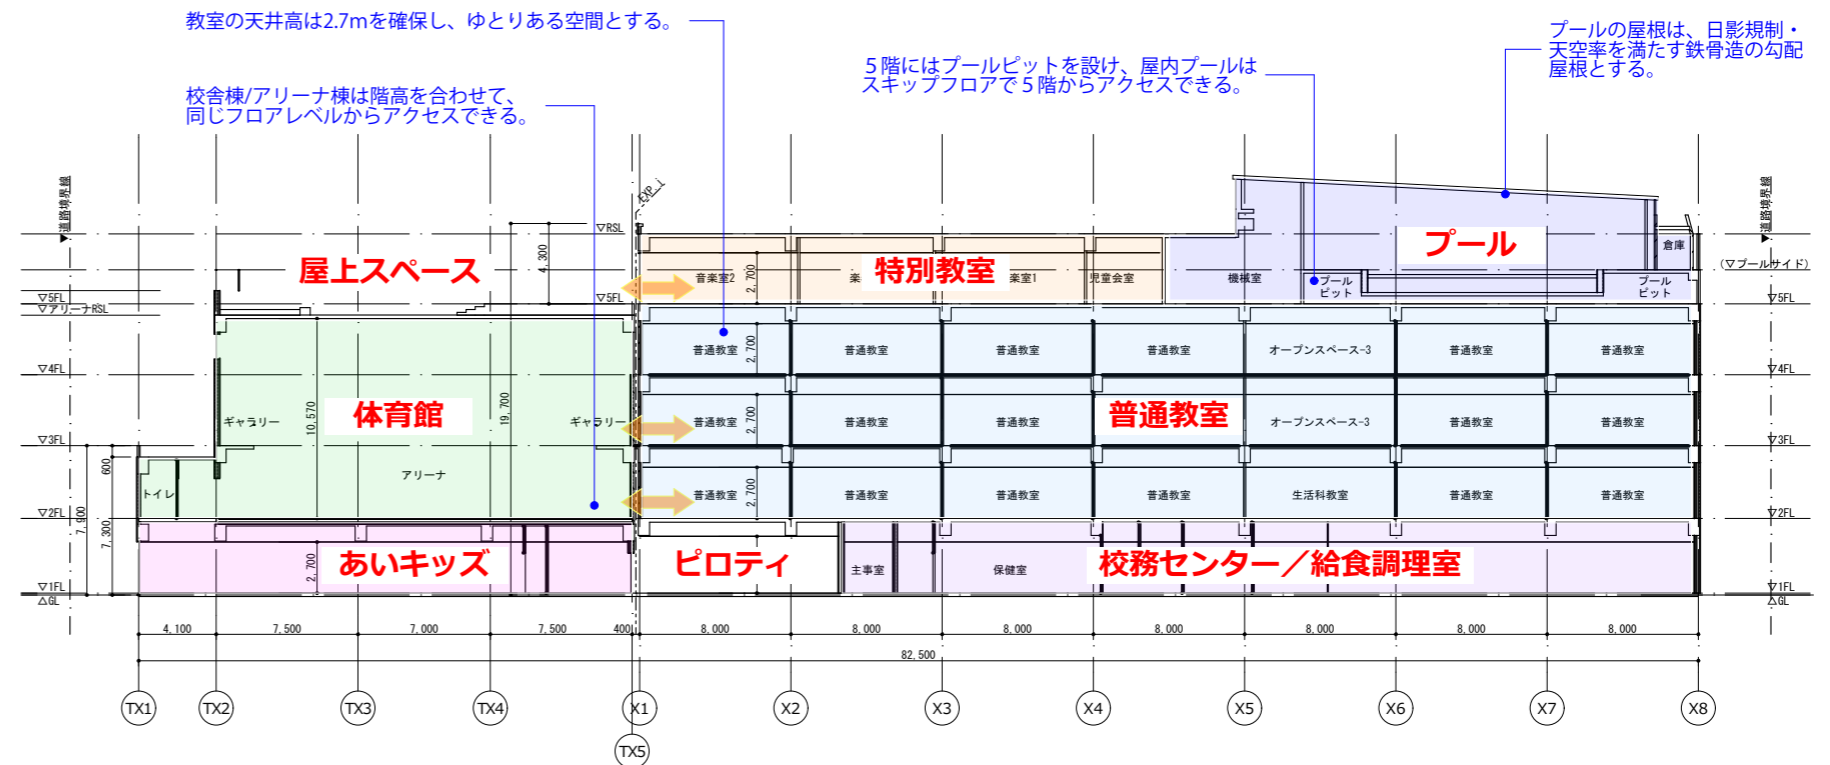 教室の天井高は2.7mを確保し、ゆとりある空間とする。
プールの屋根は、日影規制・
天空率を満たす鉄骨造の勾配
屋根とする。
5階にはプールピットを設け、屋内プールは
スキップフロアで5階からアクセスできる。
校舎棟/アリーナ棟は階高を合わせて、
同じフロアレベルからアクセスできる。
道路境界線
EXP.J
道路境界線
▽RSL
4,300
屋上スペース
音楽室2
2,700
特別教室
楽室1
児童会室
機械室
プール
倉庫
プール
ピット
プール
ピット
(▽プールサイド)
▽5FL
▽アリーナRSL
▽5FL
▽5FL
普通教室
2,700
普通教室
普通教室
普通教室
オープンスペース-3
普通教室
普通教室
▽4FL
▽4FL
ギャラリー
10,570
体育館
19,700
ギャラリー
普通教室
2,700
普通教室
普通教室
普通教室
オープンスペース-3
普通教室
普通教室
▽3FL
▽3FL
600
トイレ
アリーナ
普通教室
2,700
普通教室
普通教室
普通教室
生活科教室
普通教室
普通教室
▽2FL
▽2FL
7,900
7,300
2,700
あいキッズ
ピロティ
主事室
保健室
校務センター／給食調理室
▽1FL
△GL
▽1FL
△GL
4,100
7,500
7,000
7,500
400
8,000
8,000
8,000
8,000
8,000
8,000
8,000
82,500
TX1
TX2
TX3
TX4
X1
X2
X3
X4
X5
X6
X7
X8
TX5